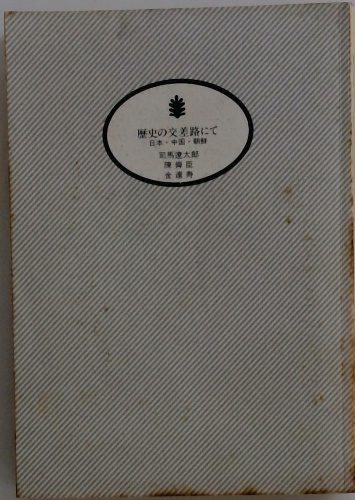 歴史の交差路にて
日本・中国・朝鮮
司馬遼太郎
陳舜臣
金達寿